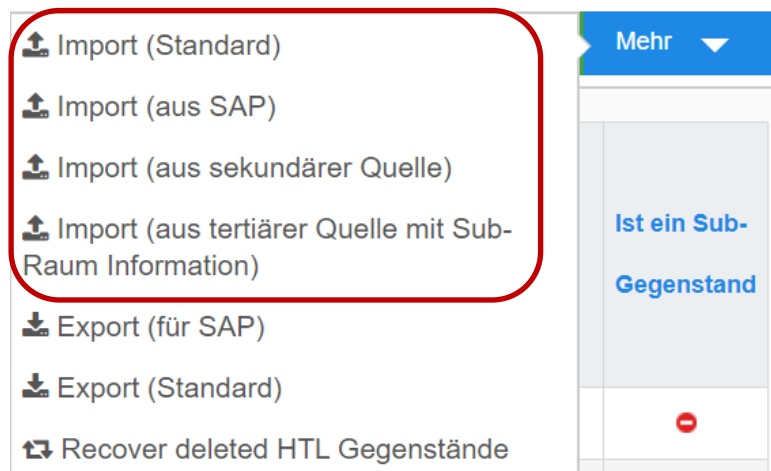 Import (Standard)
Mehr
Import (aus SAP)
Import (aus sekundärer Quelle)
Import (aus tertiärer Quelle mit Sub-
Raum Information)
Ist ein Sub-
Gegenstand
Export (für SAP)
Export (Standard)
Recover deleted HTL Gegenstände